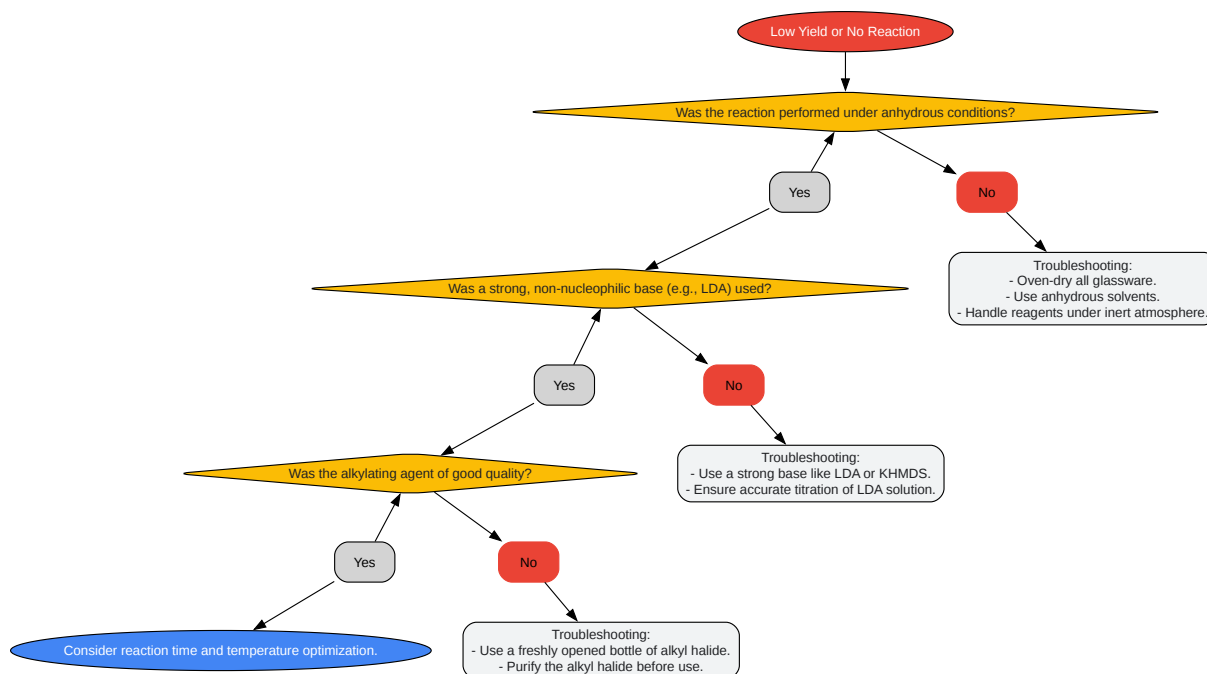 Low Yield or No Reaction
Was the reaction performed under anhydrous conditions?
Yes
No
Troubleshooting:
- Oven-dry all glassware.
- Use anhydrous solvents.
- Handle reagents under inert atmosphere.
Was a strong, non-nucleophilic base (e.g., LDA) used?
Yes
No
Troubleshooting:
- Use a strong base like LDA or KHMDS.
- Ensure accurate titration of LDA solution.
Was the alkylating agent of good quality?
Yes
No
Consider reaction time and temperature optimization.
Troubleshooting:
- Use a freshly opened bottle of alkyl halide.
- Purify the alkyl halide before use.